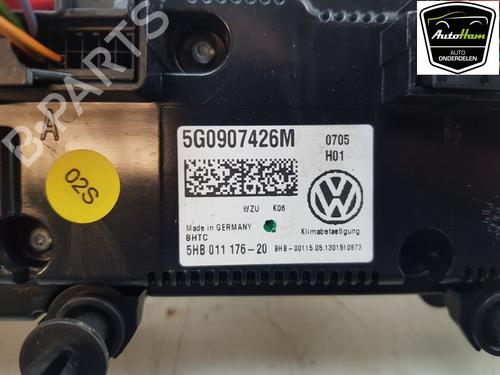 AutoHam
AUTO
ONDERDELEN
B-PARTS
A
B
02S
5G0907426M
0705
H01
WZU K06
Made in GERMANY
BHTC
Klimabetaetigung
5HB 011 176-20
BHB-00115.05.1301510673